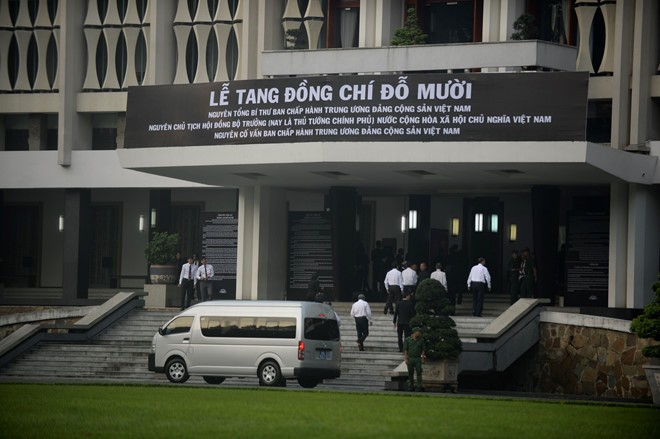 LỄ TANG ĐỒNG CHÍ ĐỖ MƯỜI
NGUYÊN TỔNG BÍ THƯ BAN CHẤP HÀNH TRUNG ƯƠNG ĐẢNG CỘNG SẢN VIỆT NAM
NGUYÊN CHỦ TỊCH HỘI ĐỒNG BỘ TRƯỞNG (NAY LÀ THỦ TƯỚNG CHÍNH PHỦ) NƯỚC CỘNG HÒA XÃ HỘI CHỦ NGHĨA VIỆT NAM
NGUYÊN CỐ VẤN BAN CHẤP HÀNH TRUNG ƯƠNG ĐẢNG CỘNG SẢN VIỆT NAM